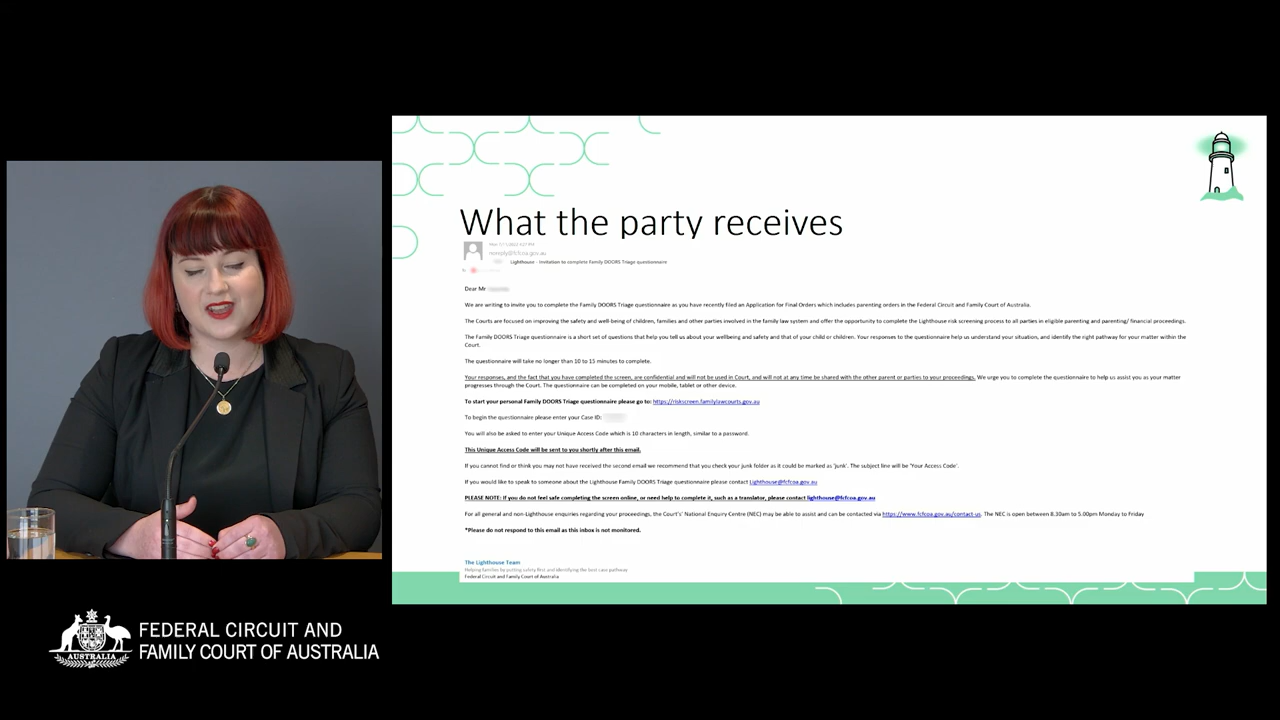 What the party receives
noreply@fcfcoa.gov.au
Lighthouse - Invitation to complete Family DOORS Triage questionnaire
Dear Mr
We are writing to invite you to complete the Family DOORS Triage questionnaire as you have recently filed an Application for Final Orders which includes parenting orders in the Federal Circuit and Family Court of Australia.
The Courts are focused on improving the safety and well-being of children, families and other parties involved in the family law system and offer the opportunity to complete the Lighthouse risk screening process to all parties in eligible parenting and parenting/ financial proceedings.
The Family DOORS Triage questionnaire is a short set of questions that help you tell us about your wellbeing and safety and that of your child or children. Your responses to the questionnaire help us understand your situation, and identify the right pathway for your matter within the
Court.
The questionnaire will take no longer than 10 to 15 minutes to complete.
Your responses, and the fact that you have completed the screen, are confidential and will not be used in Court, and will not at any time be shared with the other parent or parties to your proceedings. We urge you to complete the questionnaire to help us assist you as your matter
progresses through the Court. The questionnaire can be completed on your mobile, tablet or other device.
To start your personal Family DOORS Triage questionnaire please go to: https://riskscreen.familylawcourts.gov.au
To begin the questionnaire please enter your Case ID:
You will also be asked to enter your Unique Access Code which is 10 characters in length, similar to a password.
This Unique Access Code will be sent to you shortly after this email.
If you cannot find or think you may not have received the second email we recommend that you check your junk folder as it could be marked as 'junk'. The subject line will be 'Your Access Code'.
If you would like to speak to someone about the Lighthouse Family DOORS Triage questionnaire please contact Lighthouse@fcfcoa.gov.au
PLEASE NOTE: if you do not feel safe completing the screen online, or need help to complete it, such as a translator, please contact lighthouse@fcfcoa.gov.au
For all general and non-Lighthouse enquiries regarding your proceedings, the Court's' National Enquiry Centre (NEC) may be able to assist and can be contacted via https://www.fcfcoa.gov.au/contact-us. The NEC is open between 8.30am to 5.00pm Monday to Friday
*Please do not respond to this email as this inbox is not monitored.
The Lighthouse Team
Helping families by putting safety first and identifying the best case pathway
Federal Circuit and Family Court of Australia
AUSTRALIA
FEDERAL CIRCUIT AND
FAMILY COURT OF AUSTRALIA